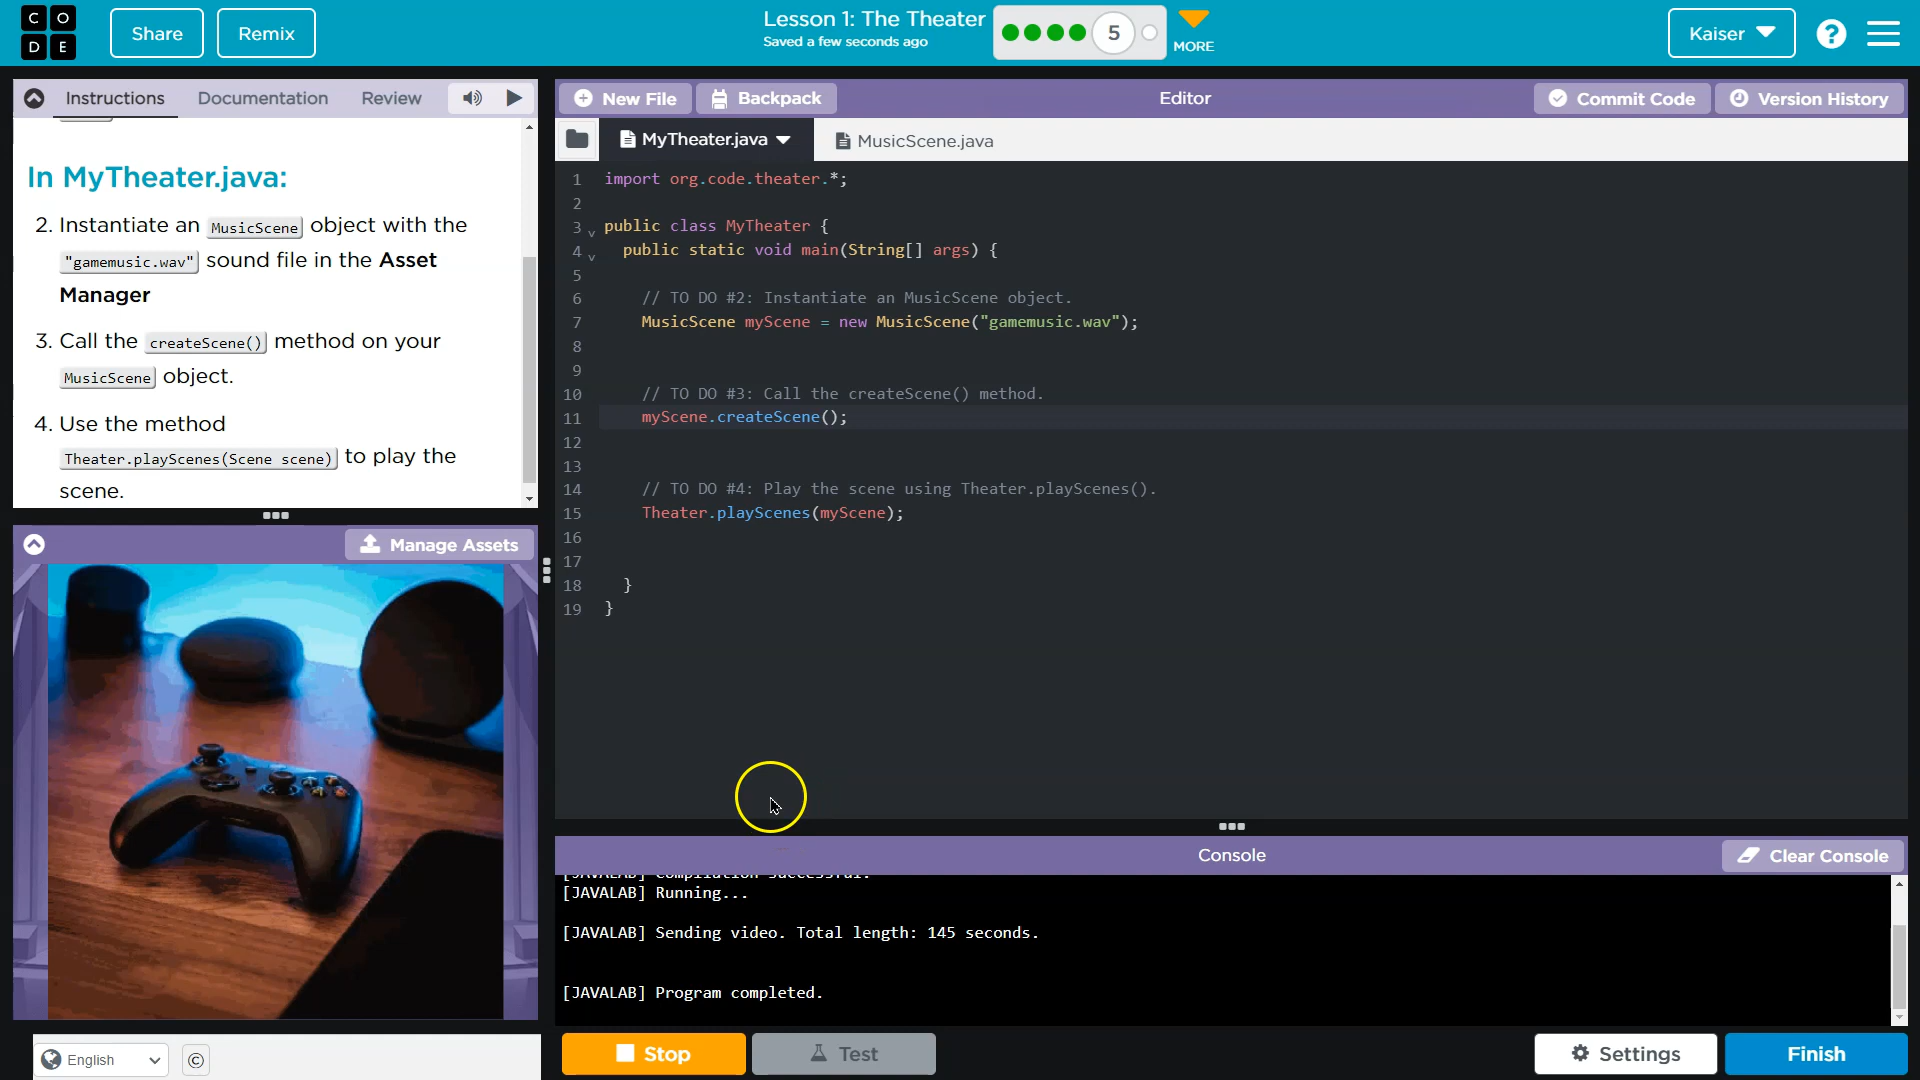 C O
D E
Share
Remix
Lesson 1: The Theater
Saved a few seconds ago
5
MORE
Kaiser
?
Instructions
Documentation
Review
In MyTheater.java:
2. Instantiate an MusicScene object with the
"gamemusic.wav" sound file in the Asset
Manager
3. Call the createScene() method on your
MusicScene object.
4. Use the method
Theater.playScenes(Scene scene) to play the
scene.
Manage Assets
English
©
New File
Backpack
Editor
Commit Code
Version History
MyTheater.java
MusicScene.java
1 import org.code.theater.*;
2
3 public class MyTheater {
4 public static void main(String[] args) {
5
6 // TO DO #2: Instantiate an MusicScene object.
7 MusicScene myScene = new MusicScene("gamemusic.wav");
8
9
10 // TO DO #3: Call the createScene() method.
11 myScene.createScene();
12
13
14 // TO DO #4: Play the scene using Theater.playScenes().
15 Theater.playScenes(myScene);
16
17
18 }
19 }
Console
Clear Console
[JAVALAB] Compilation successful.
[JAVALAB] Running...
[JAVALAB] Sending video. Total length: 145 seconds.
[JAVALAB] Program completed.
Stop
Test
Settings
Finish